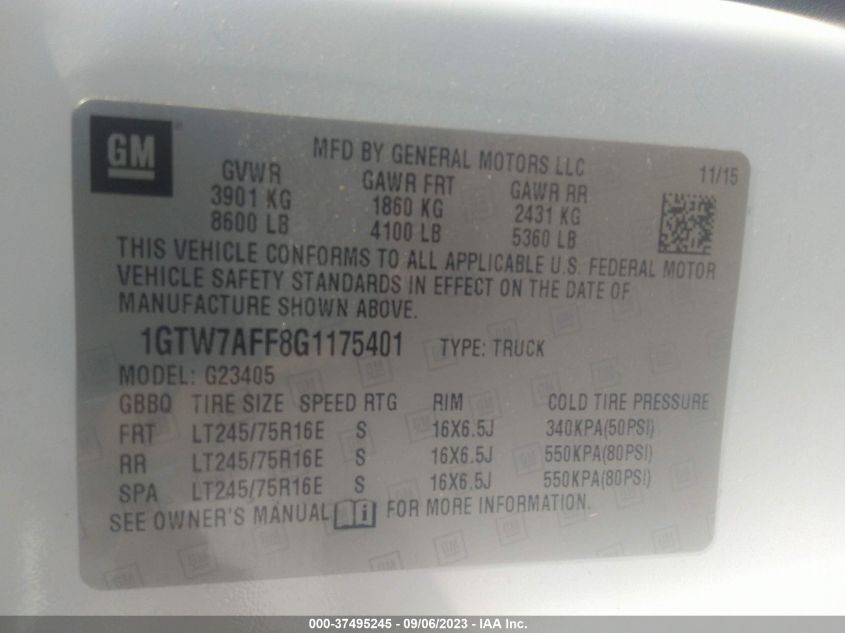 GM
MFD BY GENERAL MOTORS LLC
11/15
GVWR GAWR FRT GAWR RR
3901 KG 1860 KG 2431 KG
8600 LB 4100 LB 5360 LB
THIS VEHICLE CONFORMS TO ALL APPLICABLE U.S. FEDERAL MOTOR
VEHICLE SAFETY STANDARDS IN EFFECT ON THE DATE OF
MANUFACTURE SHOWN ABOVE.
1GTW7AFF8G1175401 TYPE: TRUCK
MODEL: G23405
GBBQ TIRE SIZE SPEED RTG RIM COLD TIRE PRESSURE
FRT LT245/75R16E S 16X6.5J 340KPA(50PSI)
RR LT245/75R16E S 16X6.5J 550KPA(80PSI)
SPA LT245/75R16E S 16X6.5J 550KPA(80PSI)
SEE OWNER'S MANUAL FOR MORE INFORMATION.
000-37495245 - 09/06/2023 - IAA Inc.